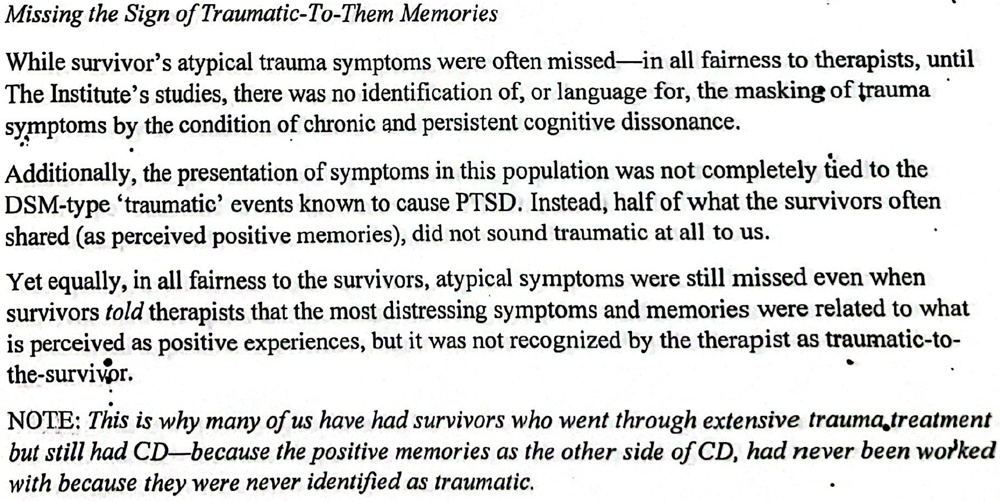 Missing the Sign of Traumatic-To-Them Memories
While survivor's atypical trauma symptoms were often missed—in all fairness to therapists, until
The Institute's studies, there was no identification of, or language for, the masking of trauma
symptoms by the condition of chronic and persistent cognitive dissonance.
Additionally, the presentation of symptoms in this population was not completely tied to the
DSM-type 'traumatic' events known to cause PTSD. Instead, half of what the survivors often
shared (as perceived positive memories), did not sound traumatic at all to us.
Yet equally, in all fairness to the survivors, atypical symptoms were still missed even when
survivors told therapists that the most distressing symptoms and memories were related to what
is perceived as positive experiences, but it was not recognized by the therapist as traumatic-to-
the-survivor.
NOTE: This is why many of us have had survivors who went through extensive trauma treatment
but still had CD—because the positive memories as the other side of CD, had never been worked
with because they were never identified as traumatic.